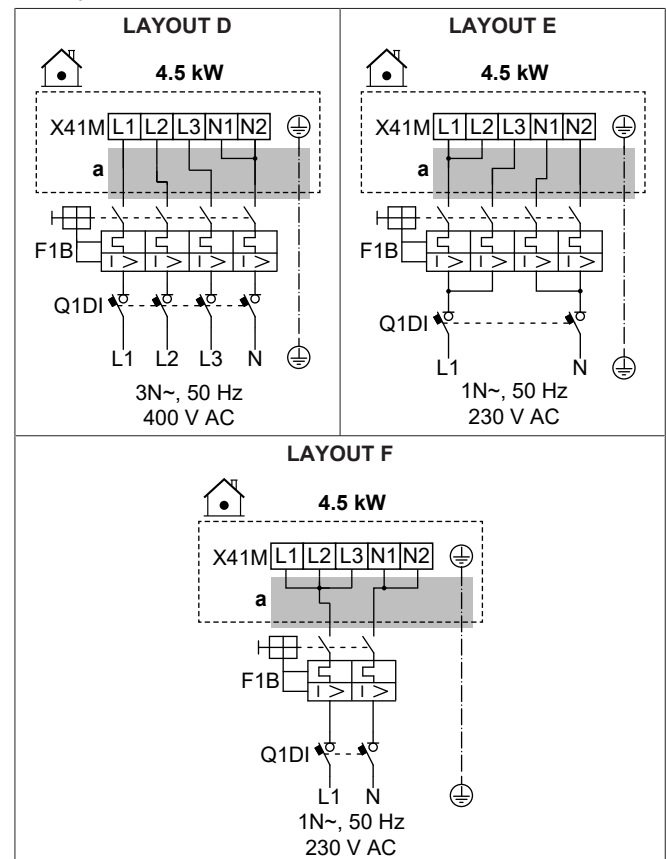 LAYOUT D
4.5 kW
X41M L1 L2 L3 N1 N2
a
F1B
I > I > I > I >
Q1DI
L1 L2 L3 N
3N~, 50 Hz
400 V AC
LAYOUT E
4.5 kW
X41M L1 L2 L3 N1 N2
a
F1B
I > I > I > I >
Q1DI
L1 N
1N~, 50 Hz
230 V AC
LAYOUT F
4.5 kW
X41M L1 L2 L3 N1 N2
a
F1B
I > I >
Q1DI
L1 N
1N~, 50 Hz
230 V AC